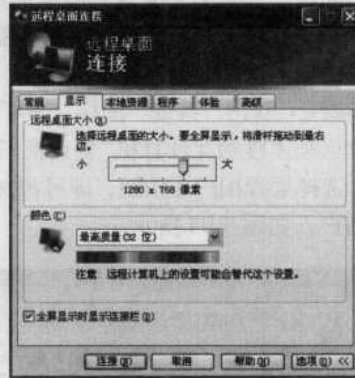 远程桌面连接
远程桌面
连接
常规 显示 本地资源 程序 体验 高级
远程桌面大小(R)
选择远程桌面的大小。要全屏显示，将滑杆拖动到最右
边。
小 大
1280 x 768 像素
颜色(C)
最高质量(32 位)
注意：远程计算机上的设置可能会替代这个设置。
全屏显示时显示连接栏(B)
连接(N) 取消 帮助(H) 选项(O) <<